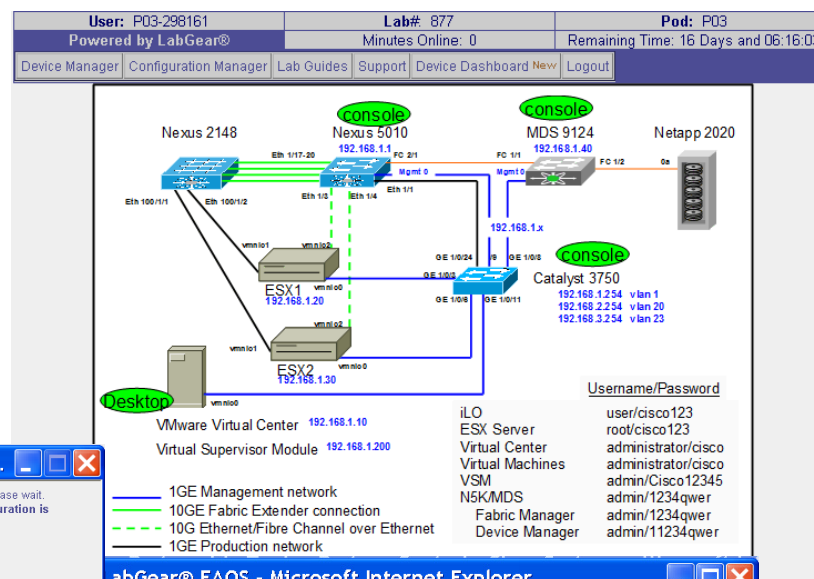 User: P03-298161
Lab#: 877
Pod: P03
Powered by LabGear®
Minutes Online: 0
Remaining Time: 16 Days and 06:16:03
Device Manager
Configuration Manager
Lab Guides
Support
Device Dashboard New
Logout
console
console
Nexus 2148
Nexus 5010
MDS 9124
Netapp 2020
192.168.1.1
192.168.1.40
Eth 1/17-20
FC 2/1
FC 1/1
FC 1/2
0a
Mgmt 0
Mgmt 0
Eth 1/1
Eth 100/1/1
Eth 100/1/2
Eth 1/3
Eth 1/4
192.168.1.x
vmnio1
vmnio2
GE 1/0/24
/9
GE 1/0/8
console
Catalyst 3750
GE 1/0/3
vmnio0
ESX1
192.168.1.20
GE 1/0/6
GE 1/0/11
192.168.1.254 vlan 1
192.168.2.254 vlan 20
192.168.3.254 vlan 23
vmnio2
vmnio1
vmnio0
ESX2
192.168.1.30
Desktop
vmnio0
Username/Password
VMware Virtual Center 192.168.1.10
Virtual Supervisor Module 192.168.1.200
iLO user/cisco123
ESX Server root/cisco123
Virtual Center administrator/cisco
Virtual Machines administrator/cisco
VSM admin/Cisco12345
N5K/MDS admin/1234qwer
Fabric Manager admin/1234qwer
Device Manager admin/11234qwer
1GE Management network
10GE Fabric Extender connection
10G Ethernet/Fibre Channel over Ethernet
1GE Production network
ase wait.
uration is
abGear® FAQS - Microsoft Internet Explorer